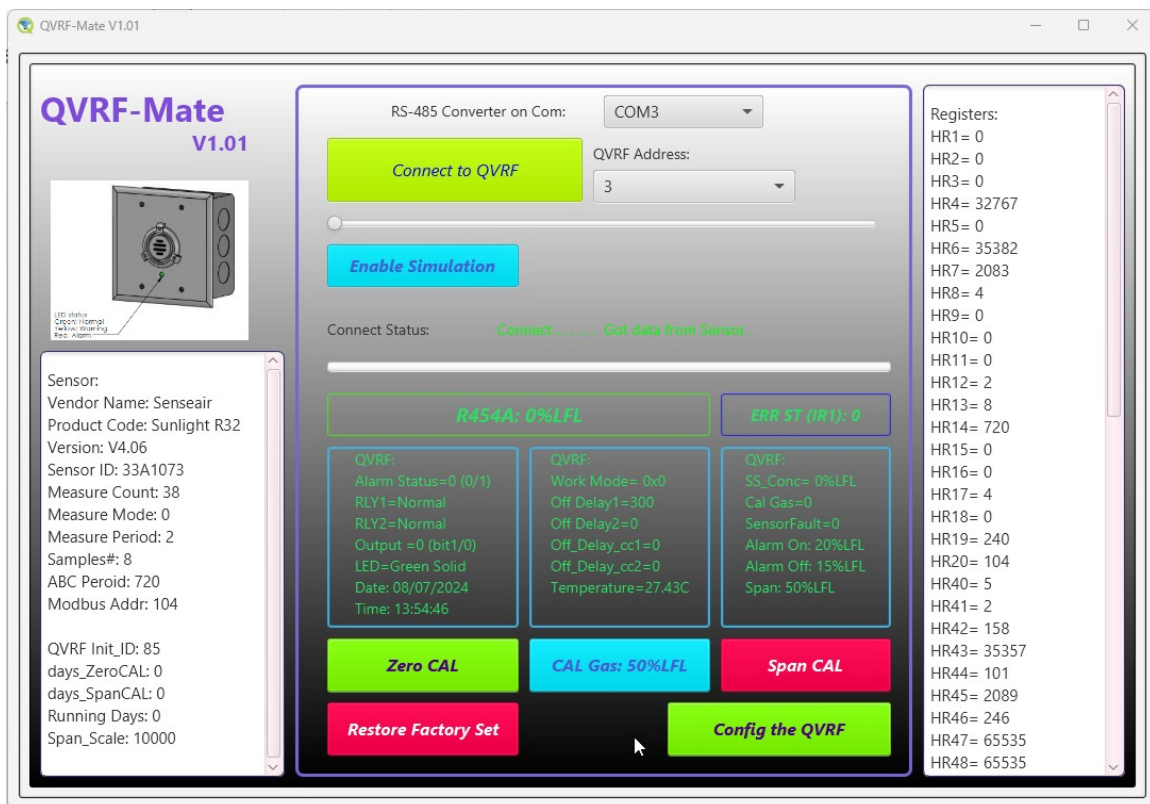 QVRF-Mate V1.01
QVRF-Mate
V1.01
LED status
Green: Normal
Yellow: Warning
Red: Alarm
Sensor:
Vendor Name: Senseair
Product Code: Sunlight R32
Version: V4.06
Sensor ID: 33A1073
Measure Count: 38
Measure Mode: 0
Measure Period: 2
Samples#: 8
ABC Peroid: 720
Modbus Addr: 104
QVRF Init_ID: 85
days_ZeroCAL: 0
days_SpanCAL: 0
Running Days: 0
Span_Scale: 10000
RS-485 Converter on Com: COM3
Connect to QVRF
QVRF Address:
3
Enable Simulation
Connect Status: Connect . . . . . . Got data from Sensor.
R454A: 0%LFL
ERR ST (IR1): 0
QVRF:
Alarm Status=0 (0/1)
RLY1=Normal
RLY2=Normal
Output =0 (bit1/0)
LED=Green Solid
Date: 08/07/2024
Time: 13:54:46
QVRF:
Work Mode= 0x0
Off Delay1=300
Off Delay2=0
Off_Delay_cc1=0
Off_Delay_cc2=0
Temperature=27.43C
QVRF:
SS_Conc= 0%LFL
Cal Gas=0
SensorFault=0
Alarm On: 20%LFL
Alarm Off: 15%LFL
Span: 50%LFL
Zero CAL
CAL Gas: 50%LFL
Span CAL
Restore Factory Set
Config the QVRF
Registers:
HR1= 0
HR2= 0
HR3= 0
HR4= 32767
HR5= 0
HR6= 35382
HR7= 2083
HR8= 4
HR9= 0
HR10= 0
HR11= 0
HR12= 2
HR13= 8
HR14= 720
HR15= 0
HR16= 0
HR17= 4
HR18= 0
HR19= 240
HR20= 104
HR40= 5
HR41= 2
HR42= 158
HR43= 35357
HR44= 101
HR45= 2089
HR46= 246
HR47= 65535
HR48= 65535